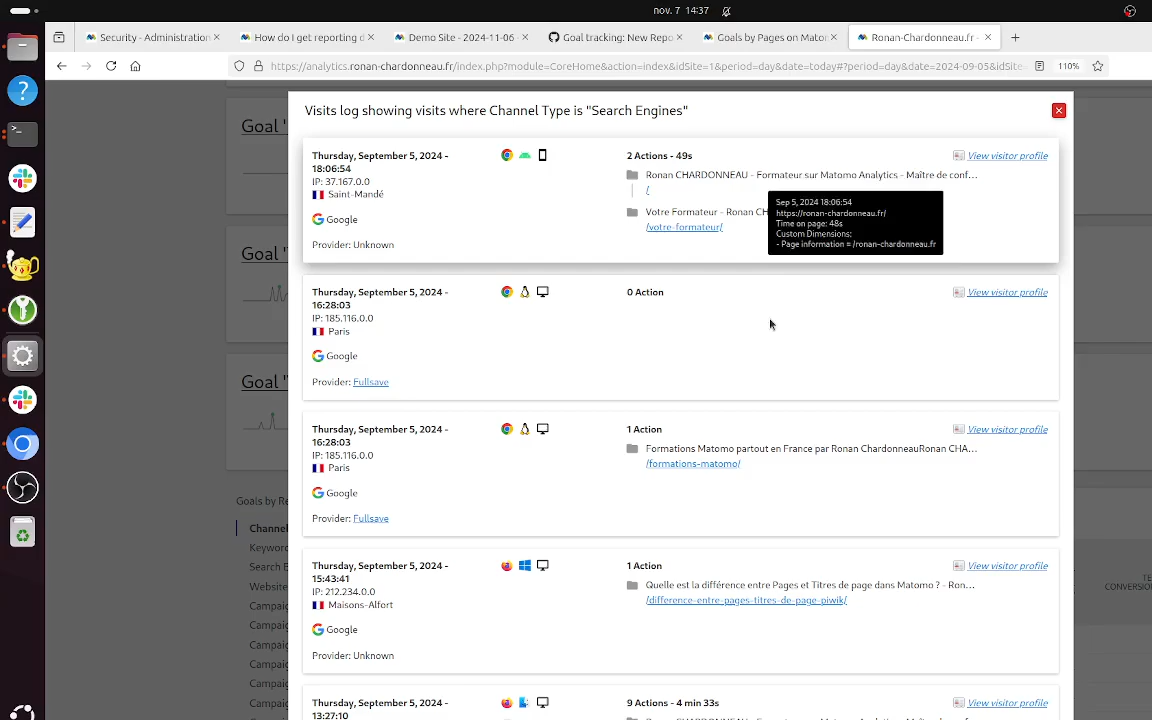 nov. 7 14:37
Security - Administration
How do I get reporting d
Demo Site - 2024-11-06 -
Goal tracking: New Repo
Goals by Pages on Mator
Ronan-Chardonneau.fr -
https://analytics.ronan-chardonneau.fr/index.php?module=CoreHome&action=index&idSite=1&period=day&date=today#?period=day&date=2024-09-05&idSite=
110%
Visits log showing visits where Channel Type is "Search Engines"
Goal '
Thursday, September 5, 2024 -
18:06:54
IP: 37.167.0.0
Saint-Mandé
Google
Provider: Unknown
2 Actions - 49s
Ronan CHARDONNEAU - Formateur sur Matomo Analytics - Maître de conf...
/
Votre Formateur - Ronan CH
/votre-formateur/
View visitor profile
Sep 5, 2024 18:06:54
https://ronan-chardonneau.fr/
Time on page: 48s
Custom Dimensions:
- Page information = /ronan-chardonneau.fr
Goal '
Thursday, September 5, 2024 -
16:28:03
IP: 185.116.0.0
Paris
Google
Provider: Fullsave
0 Action
View visitor profile
Goal '
Thursday, September 5, 2024 -
16:28:03
IP: 185.116.0.0
Paris
Google
Provider: Fullsave
1 Action
Formations Matomo partout en France par Ronan ChardonneauRonan CHA...
/formations-matomo/
View visitor profile
Goals by Re
Channel
Keyword
Search E
Website
Campai
Campai
Campai
Campai
Campai
Campai
Thursday, September 5, 2024 -
15:43:41
IP: 212.234.0.0
Maisons-Alfort
Google
Provider: Unknown
1 Action
Quelle est la différence entre Pages et Titres de page dans Matomo ? - Ron...
/difference-entre-pages-titres-de-page-piwik/
View visitor profile
TE
CONVERSION
Thursday, September 5, 2024 -
13:27:10
9 Actions - 4 min 33s
View visitor profile